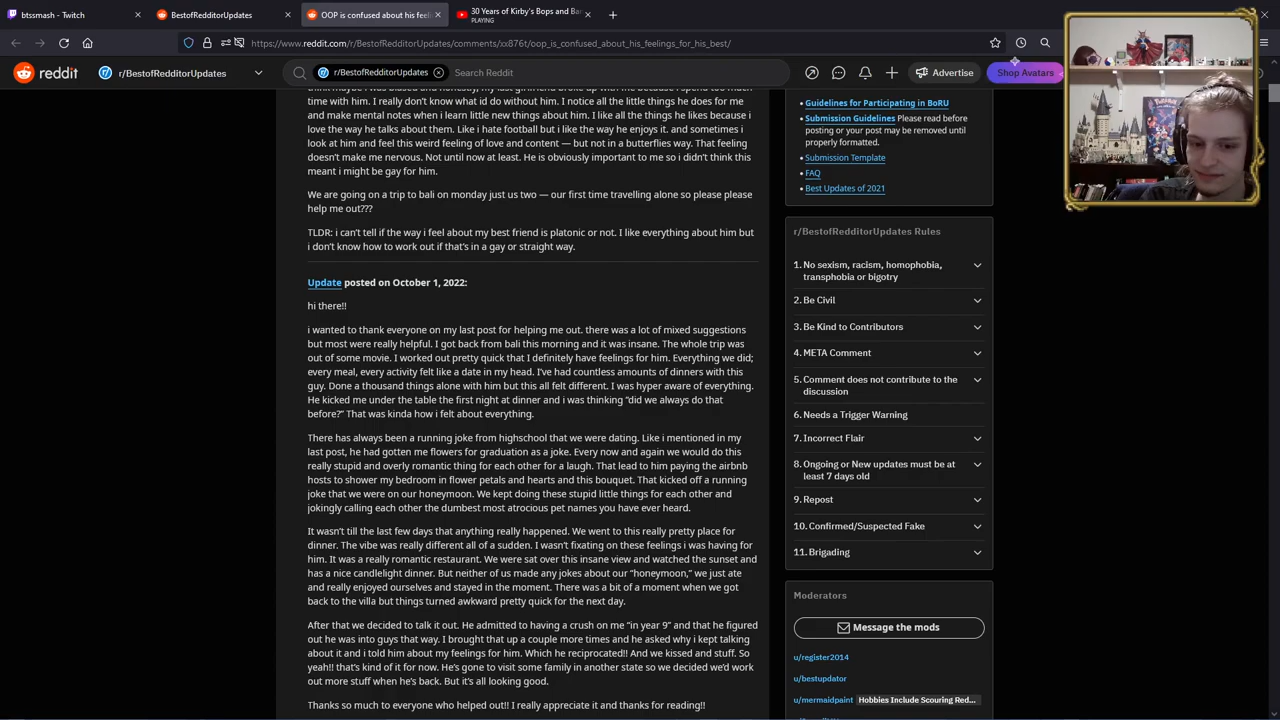 btssmash - Twitch
BestofRedditorUpdates
OOP is confused about his feel
30 Years of Kirby's Bops and Ba
PLAYING
https://www.reddit.com/r/BestofRedditorUpdates/comments/xx876t/oop_is_confused_about_his_feelings_for_his_best/
reddit
r/BestofRedditorUpdates
r/BestofRedditorUpdates
Search Reddit
Advertise
Shop Avatars
time with him. I really don't know what id do without him. I notice all the little things he does for me
and make mental notes when i learn little new things about him. I like all the things he likes because i
love the way he talks about them. Like i hate football but i like the way he enjoys it. and sometimes i
look at him and feel this weird feeling of love and content — but not in a butterflies way. That feeling
doesn't make me nervous. Not until now at least. He is obviously important to me so i didn't think this
meant i might be gay for him.
We are going on a trip to bali on monday just us two — our first time travelling alone so please please
help me out???
TLDR: i can't tell if the way i feel about my best friend is platonic or not. I like everything about him but
i don't know how to work out if that's in a gay or straight way.
Update posted on October 1, 2022:
hi there!!
i wanted to thank everyone on my last post for helping me out. there was a lot of mixed suggestions
but most were really helpful. I got back from bali this morning and it was insane. The whole trip was
out of some movie. I worked out pretty quick that I definitely have feelings for him. Everything we did;
every meal, every activity felt like a date in my head. I've had countless amounts of dinners with this
guy. Done a thousand things alone with him but this all felt different. I was hyper aware of everything.
He kicked me under the table the first night at dinner and i was thinking "did we always do that
before?" That was kinda how i felt about everything.
There has always been a running joke from highschool that we were dating. Like i mentioned in my
last post, he had gotten me flowers for graduation as a joke. Every now and again we would do this
really stupid and overly romantic thing for each other for a laugh. That lead to him paying the airbnb
hosts to shower my bedroom in flower petals and hearts and this bouquet. That kicked off a running
joke that we were on our honeymoon. We kept doing these stupid little things for each other and
jokingly calling each other the dumbest most atrocious pet names you have ever heard.
It wasn't till the last few days that anything really happened. We went to this really pretty place for
dinner. The vibe was really different all of a sudden. I wasn't fixating on these feelings i was having for
him. It was a really romantic restaurant. We were sat over this insane view and watched the sunset and
has a nice candlelight dinner. But neither of us made any jokes about our "honeymoon," we just ate
and really enjoyed ourselves and stayed in the moment. There was a bit of a moment when we got
back to the villa but things turned awkward pretty quick for the next day.
After that we decided to talk it out. He admitted to having a crush on me "in year 9" and that he figured
out he was into guys that way. I brought that up a couple more times and he asked why i kept talking
about it and i told him about my feelings for him. Which he reciprocated!! And we kissed and stuff. So
yeah!! that's kind of it for now. He's gone to visit some family in another state so we decided we'd work
out more stuff when he's back. But it's all looking good.
Thanks so much to everyone who helped out!! I really appreciate it and thanks for reading!!
Guidelines for Participating in BoRU
Submission Guidelines Please read before
posting or your post may be removed until
properly formatted.
Submission Template
FAQ
Best Updates of 2021
r/BestofRedditorUpdates Rules
1. No sexism, racism, homophobia,
transphobia or bigotry
2. Be Civil
3. Be Kind to Contributors
4. META Comment
5. Comment does not contribute to the
discussion
6. Needs a Trigger Warning
7. Incorrect Flair
8. Ongoing or New updates must be at
least 7 days old
9. Repost
10. Confirmed/Suspected Fake
11. Brigading
Moderators
Message the mods
u/register2014
u/bestupdator
u/mermaidpaint Hobbies Include Scouring Red...